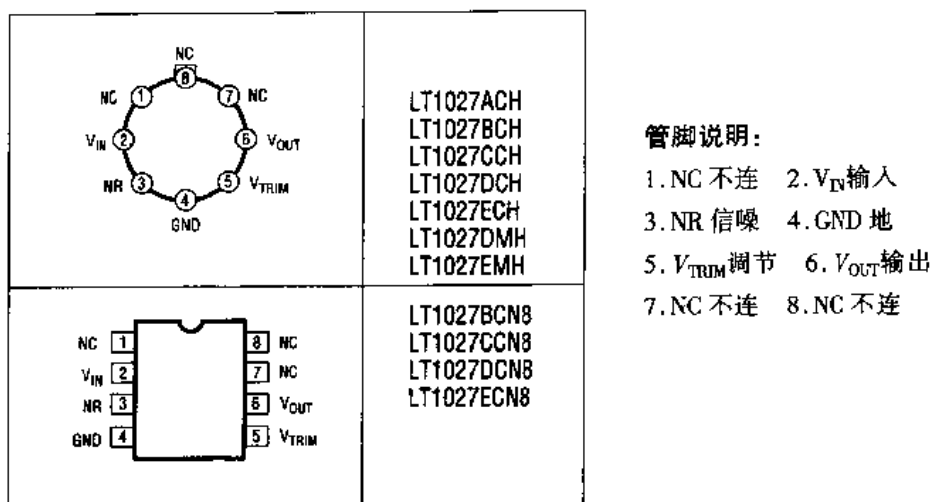 NC
8
NC 1
7 NC
V_IN 2
6 V_OUT
NR 3
5 V_TRIM
4
GND
LT1027ACH
LT1027BCH
LT1027CCH
LT1027DCH
LT1027ECH
LT1027DMH
LT1027EMH
NC 1 8 NC
V_IN 2 7 NC
NR 3 6 V_OUT
GND 4 5 V_TRIM
LT1027BCN8
LT1027CCN8
LT1027DCN8
LT1027ECN8
管脚说明:
1.NC 不连 2.V_IN输入
3.NR 信噪 4.GND 地
5.V_TRIM调节 6.V_OUT输出
7.NC 不连 8.NC 不连